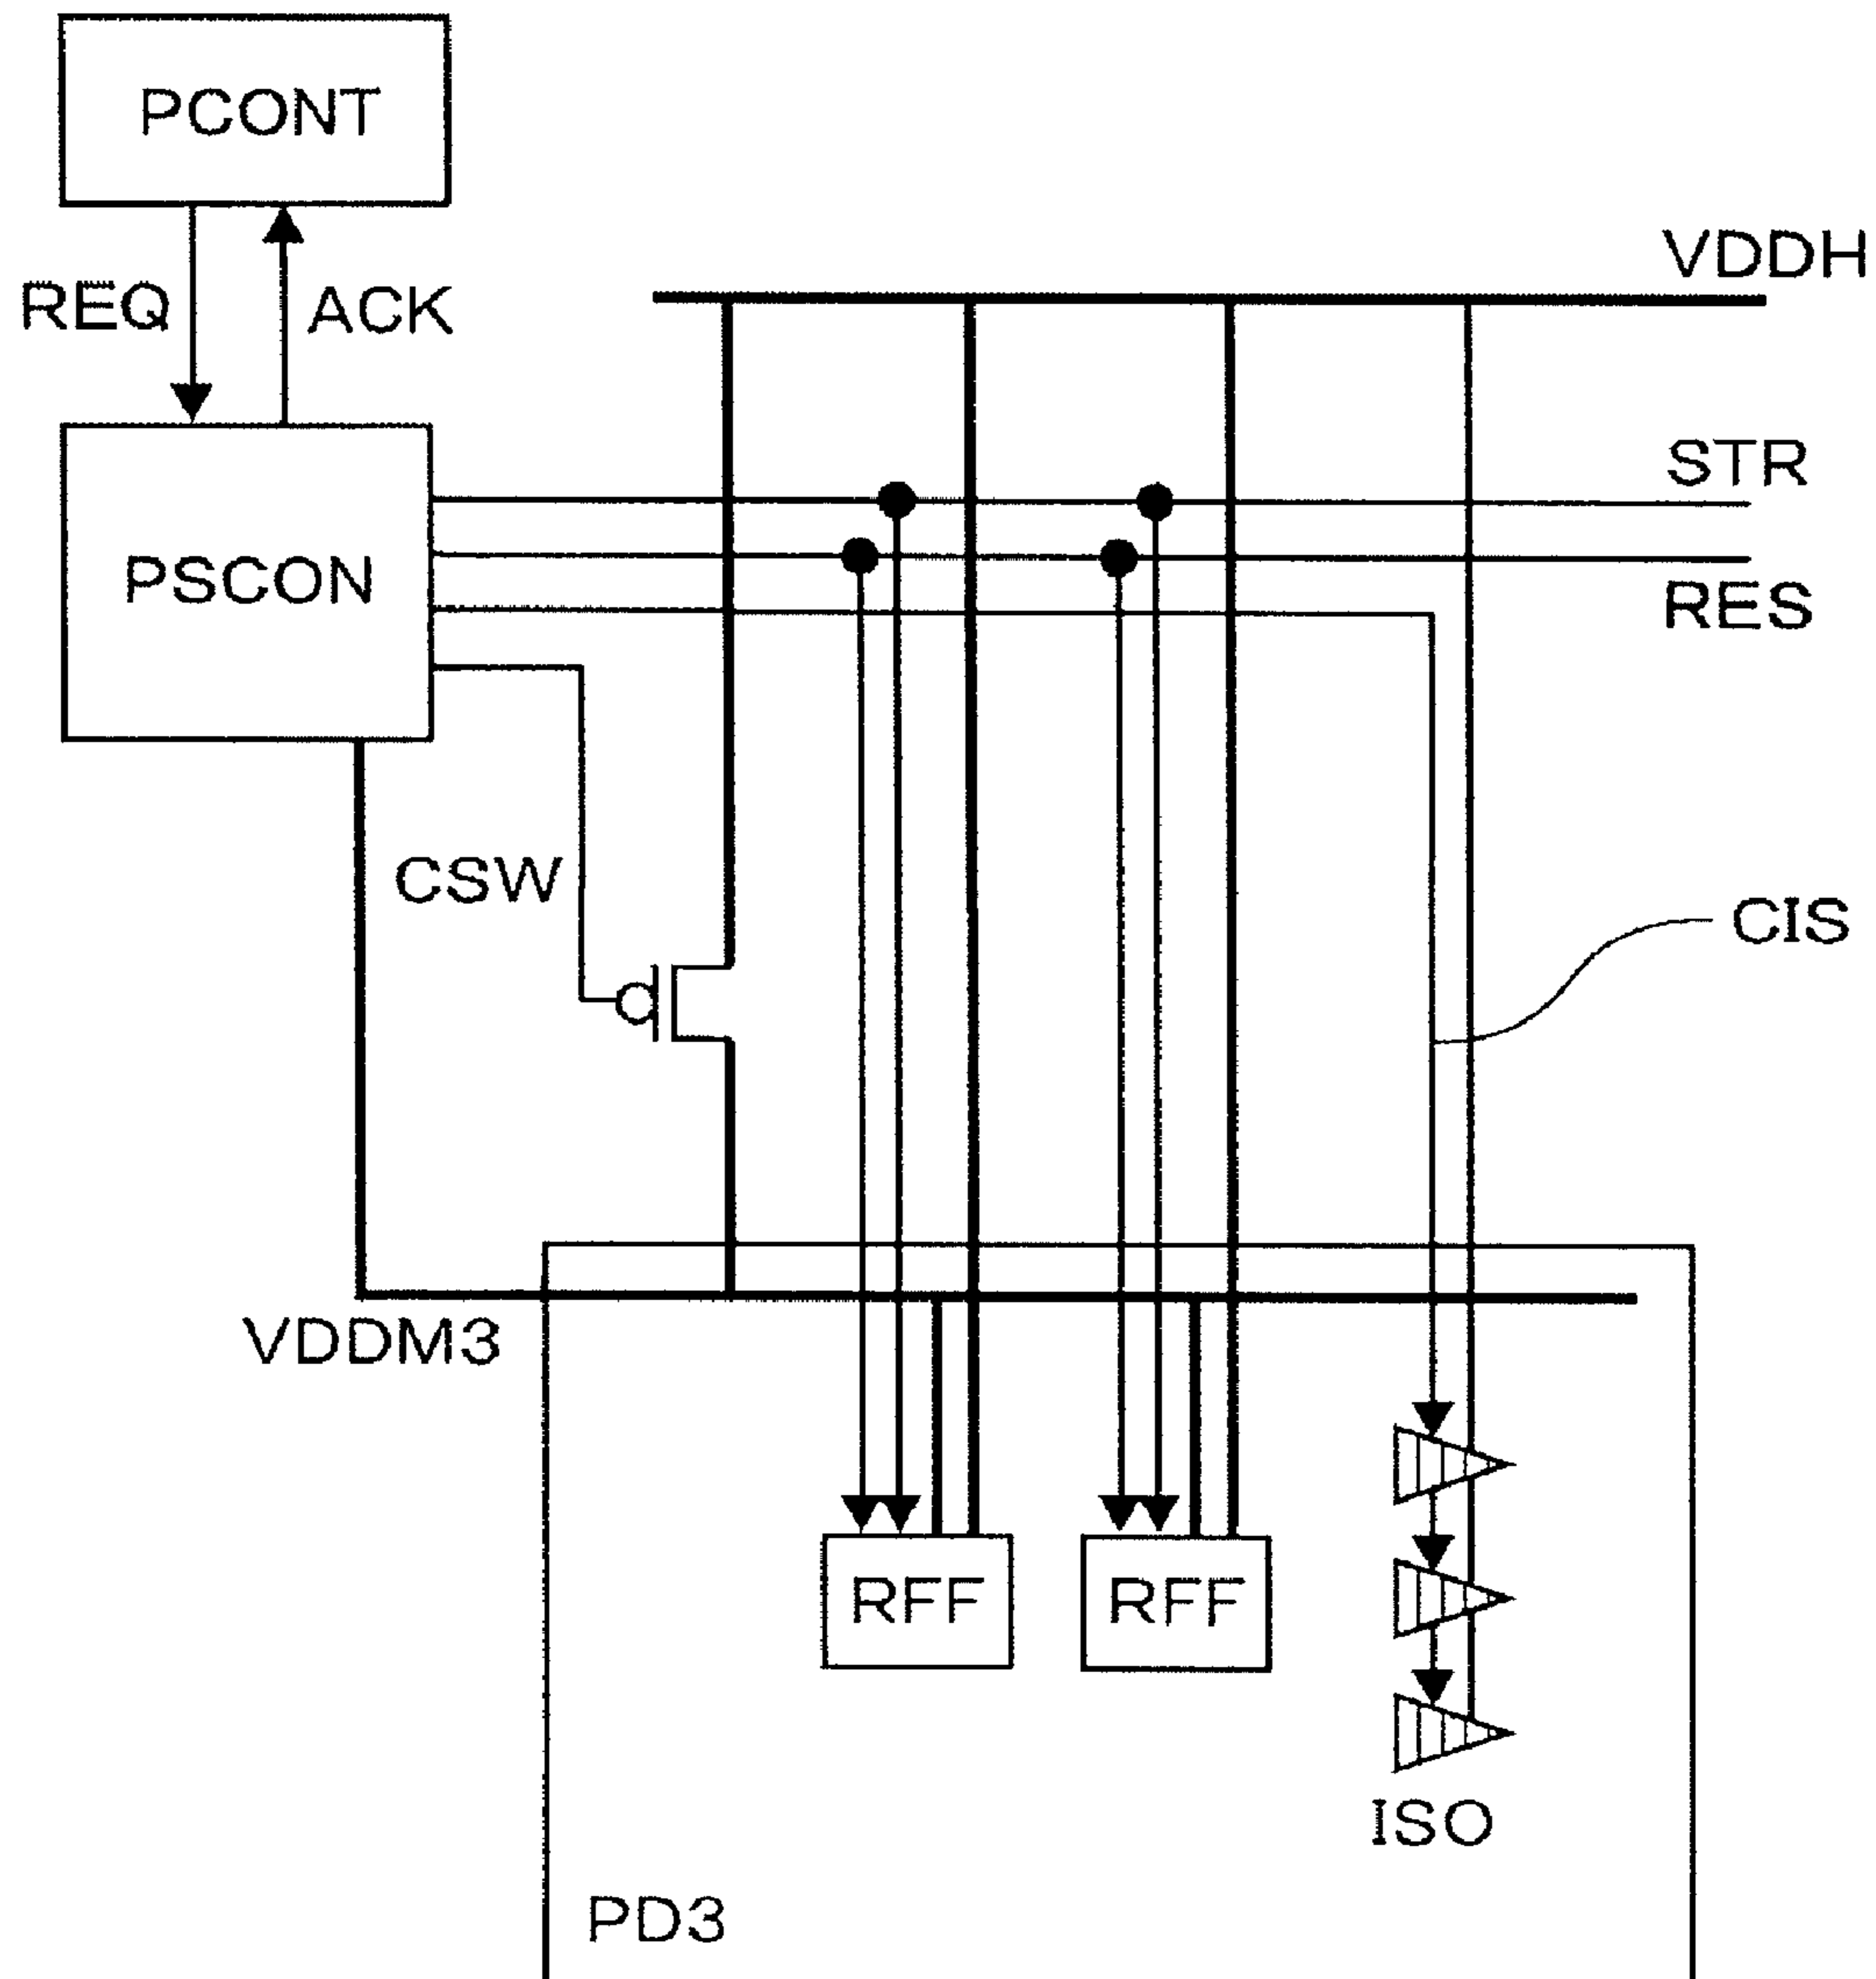 PCONT
REQ
ACK
VDDH
STR
PSCON
RES
CSW
CIS
VDDM3
RFF
RFF
ISO
PD3